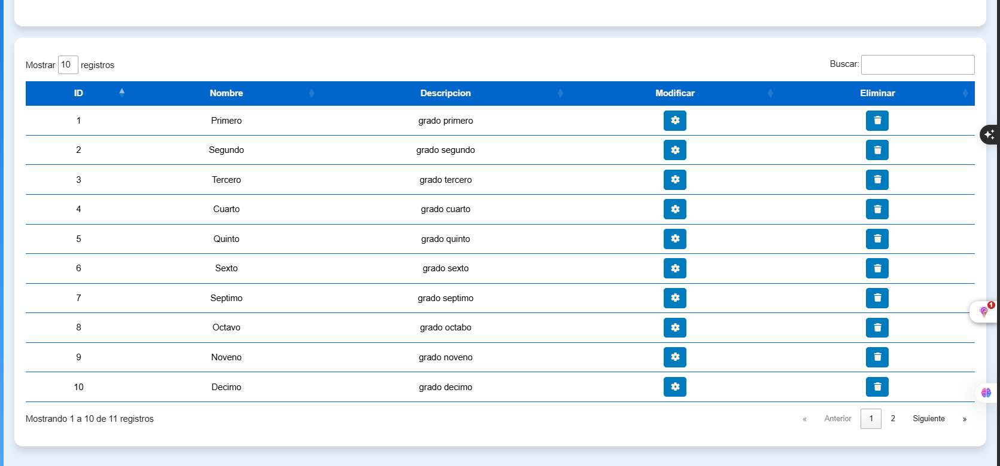 Mostrar 10 registros
Buscar:
ID Nombre Descripcion Modificar Eliminar
1 Primero grado primero
2 Segundo grado segundo
3 Tercero grado tercero
4 Cuarto grado cuarto
5 Quinto grado quinto
6 Sexto grado sexto
7 Septimo grado septimo
8 Octavo grado octabo
9 Noveno grado noveno
10 Decimo grado decimo
1
Mostrando 1 a 10 de 11 registros
« Anterior 1 2 Siguiente »